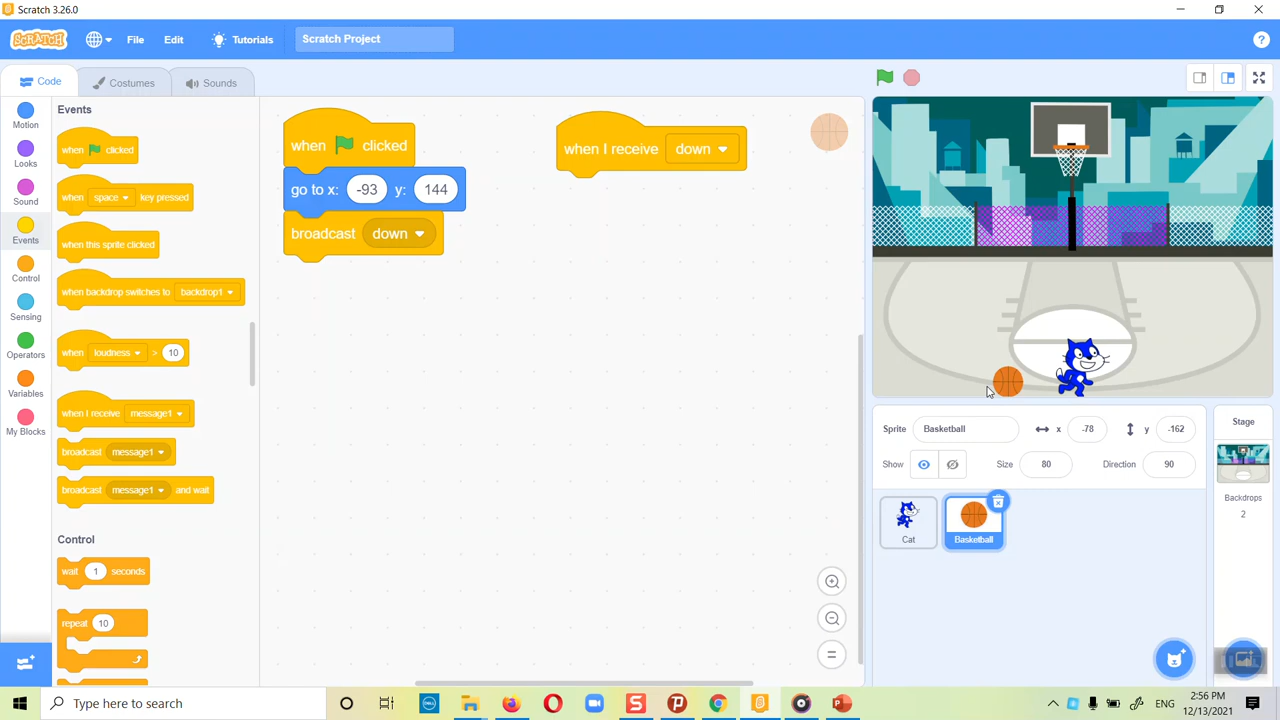 Scratch 3.26.0
SCRATCH
File
Edit
Tutorials
Scratch Project
?
Code
Costumes
Sounds
Motion
Looks
Sound
Events
Control
Sensing
Operators
Variables
My Blocks
Events
when clicked
when space key pressed
when this sprite clicked
when backdrop switches to backdrop1
when loudness > 10
when I receive message1
broadcast message1
broadcast message1 and wait
Control
wait 1 seconds
repeat 10
when clicked
go to x: -93 y: 144
broadcast down
when I receive down
Sprite Basketball x -78 y -162
Show Size 80 Direction 90
Cat
Basketball
Stage
Backdrops
2
Type here to search
DELL
ENG
2:56 PM
12/13/2021